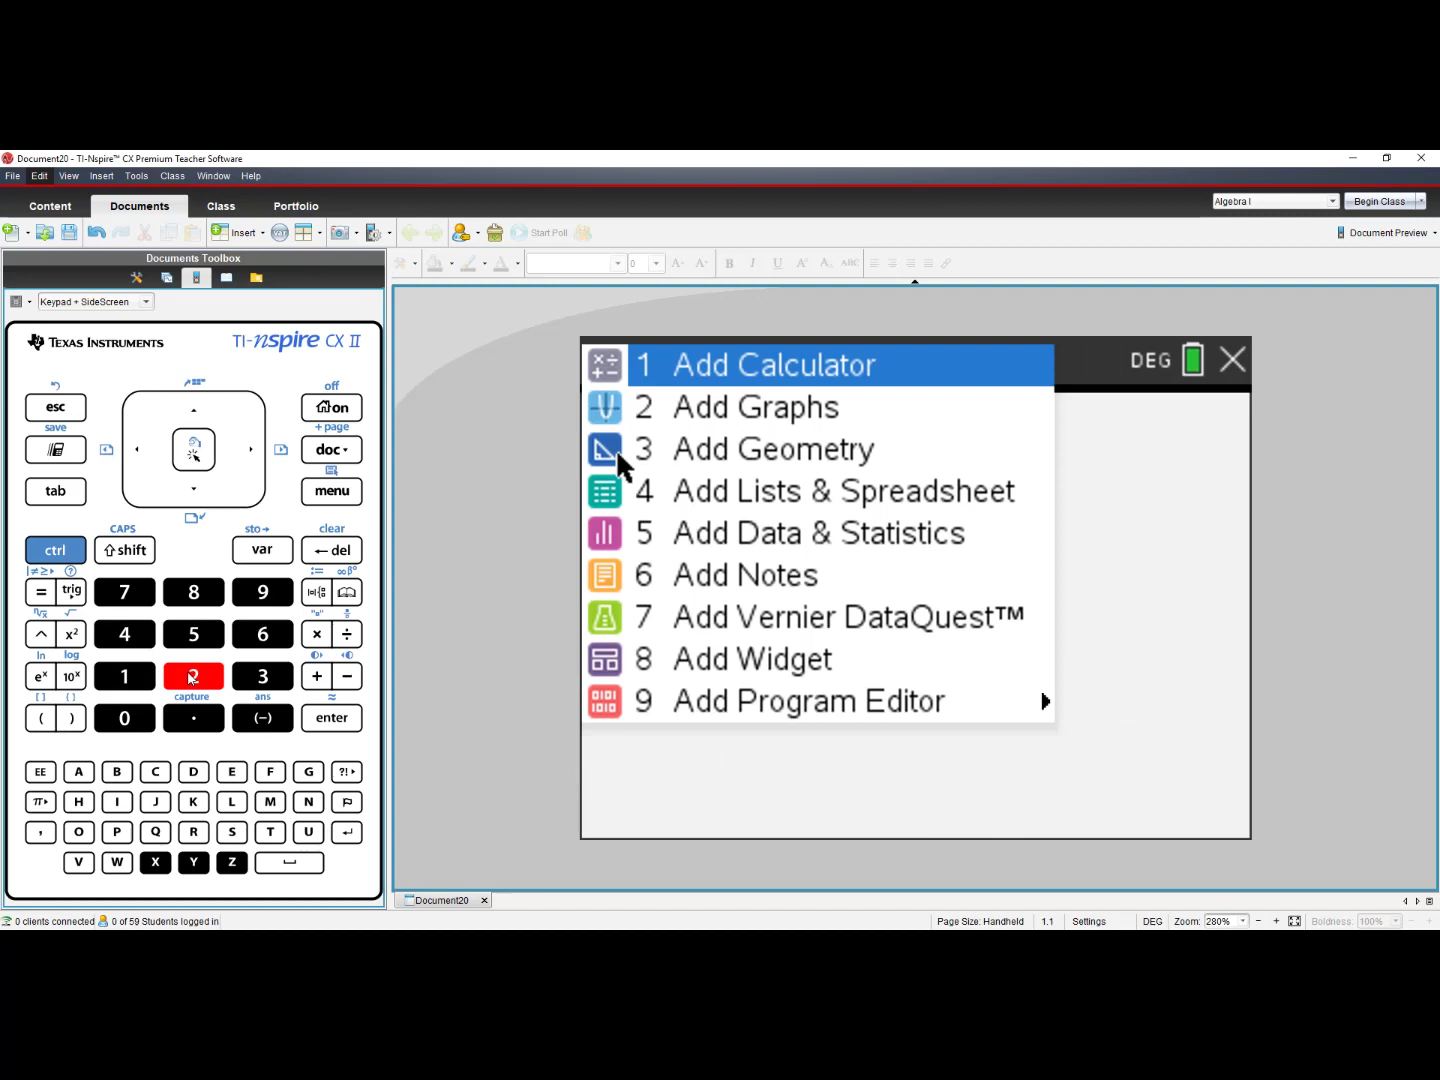 Document20 - TI-Nspire™ CX Premium Teacher Software
File Edit View Insert Tools Class Window Help
Content Documents Class Portfolio
Algebra I Begin Class
Insert Start Poll Document Preview
Documents Toolbox
0 B I U A A ABC
Keypad + SideScreen
TEXAS INSTRUMENTS TI-nspire CX II
off
esc on
save + page
doc
tab menu
CAPS sto→ clear
ctrl shift var ← del
|≠≥▸ ? := ∞β°
= trig 7 8 9
√
^ x² 4 5 6 × ÷
ln log
eˣ 10ˣ 1 2 3 + −
[ ] { } capture ans ≈
( ) 0 . (−) enter
EE A B C D E F G ?!▸
π▸ H I J K L M N
, O P Q R S T U
V W X Y Z
DEG
1 Add Calculator
2 Add Graphs
3 Add Geometry
4 Add Lists & Spreadsheet
5 Add Data & Statistics
6 Add Notes
7 Add Vernier DataQuest™
8 Add Widget
9 Add Program Editor
Document20
0 clients connected 0 of 59 Students logged in Page Size: Handheld 1.1 Settings DEG Zoom: 280% − + Boldness: 100% − +